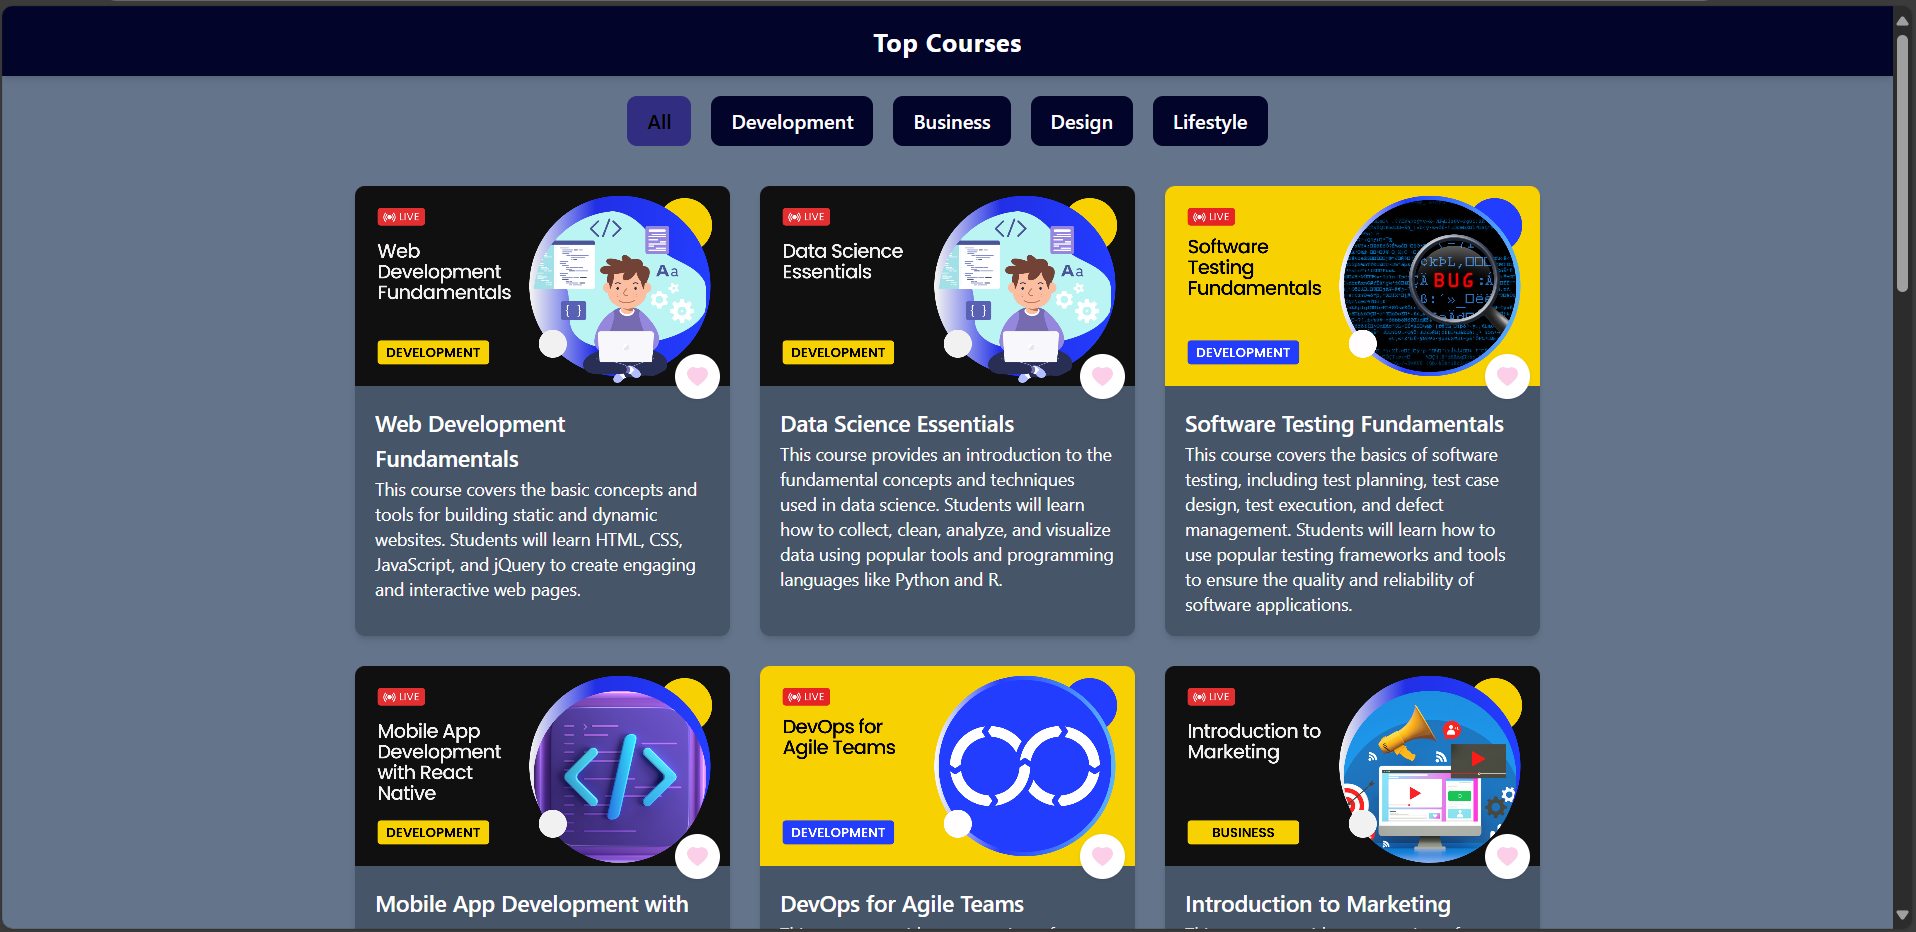 Top Courses
All
Development
Business
Design
Lifestyle
LIVE
Web
Development
Fundamentals
</>
Aa
{ }
DEVELOPMENT
LIVE
Data Science
Essentials
</>
Aa
{ }
DEVELOPMENT
LIVE
Software
Testing
Fundamentals
BUG
DEVELOPMENT
Web Development
Fundamentals
This course covers the basic concepts and
tools for building static and dynamic
websites. Students will learn HTML, CSS,
JavaScript, and jQuery to create engaging
and interactive web pages.
Data Science Essentials
This course provides an introduction to the
fundamental concepts and techniques
used in data science. Students will learn
how to collect, clean, analyze, and visualize
data using popular tools and programming
languages like Python and R.
Software Testing Fundamentals
This course covers the basics of software
testing, including test planning, test case
design, test execution, and defect
management. Students will learn how to
use popular testing frameworks and tools
to ensure the quality and reliability of
software applications.
LIVE
Mobile App
Development
with React
Native
</>
DEVELOPMENT
LIVE
DevOps for
Agile Teams
DEVELOPMENT
LIVE
Introduction to
Marketing
BUSINESS
Mobile App Development with
DevOps for Agile Teams
Introduction to Marketing